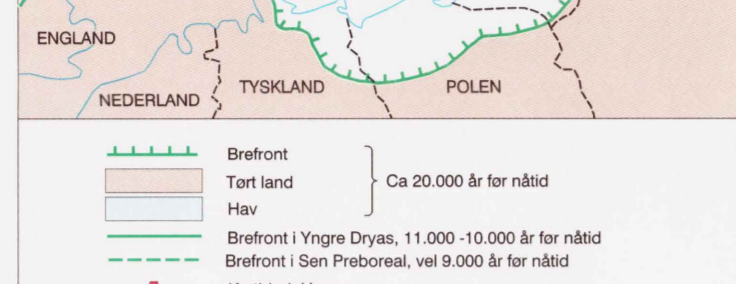 ENGLAND
NEDERLAND
TYSKLAND
POLEN
Brefront
Tørt land
Ca 20.000 år før nåtid
Hav
Brefront i Yngre Dryas, 11.000 -10.000 år før nåtid
Brefront i Sen Preboreal, vel 9.000 år før nåtid